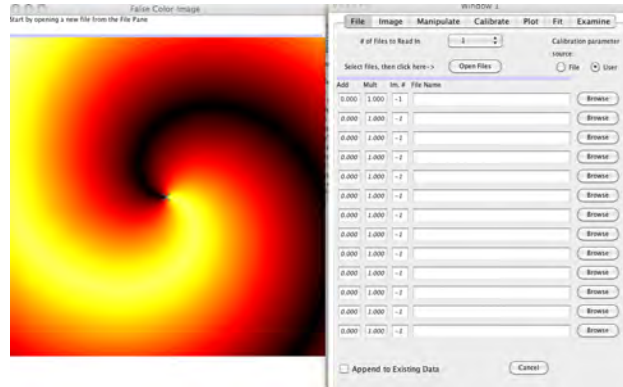 False Color Image
Start by opening a new file from the File Pane
Window 1
File Image Manipulate Calibrate Plot Fit Examine
# of Files to Read In 1 Calibration parameter
source
Select files, then click here-> Open Files File User
Add Mult Im. # File Name
0.000 1.000 -1 Browse
0.000 1.000 -1 Browse
0.000 1.000 -1 Browse
0.000 1.000 -1 Browse
0.000 1.000 -1 Browse
0.000 1.000 -1 Browse
0.000 1.000 -1 Browse
0.000 1.000 -1 Browse
0.000 1.000 -1 Browse
0.000 1.000 -1 Browse
0.000 1.000 -1 Browse
0.000 1.000 -1 Browse
0.000 1.000 -1 Browse
Append to Existing Data Cancel